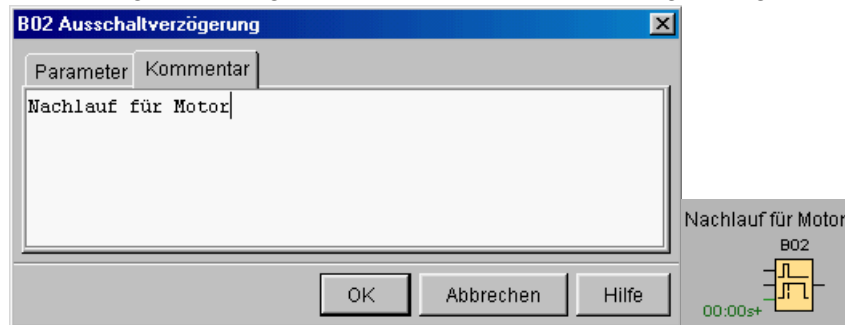 B02 Ausschaltverzögerung
Parameter Kommentar
Nachlauf für Motor
OK Abbrechen Hilfe
Nachlauf für Motor
B02
00:00s+